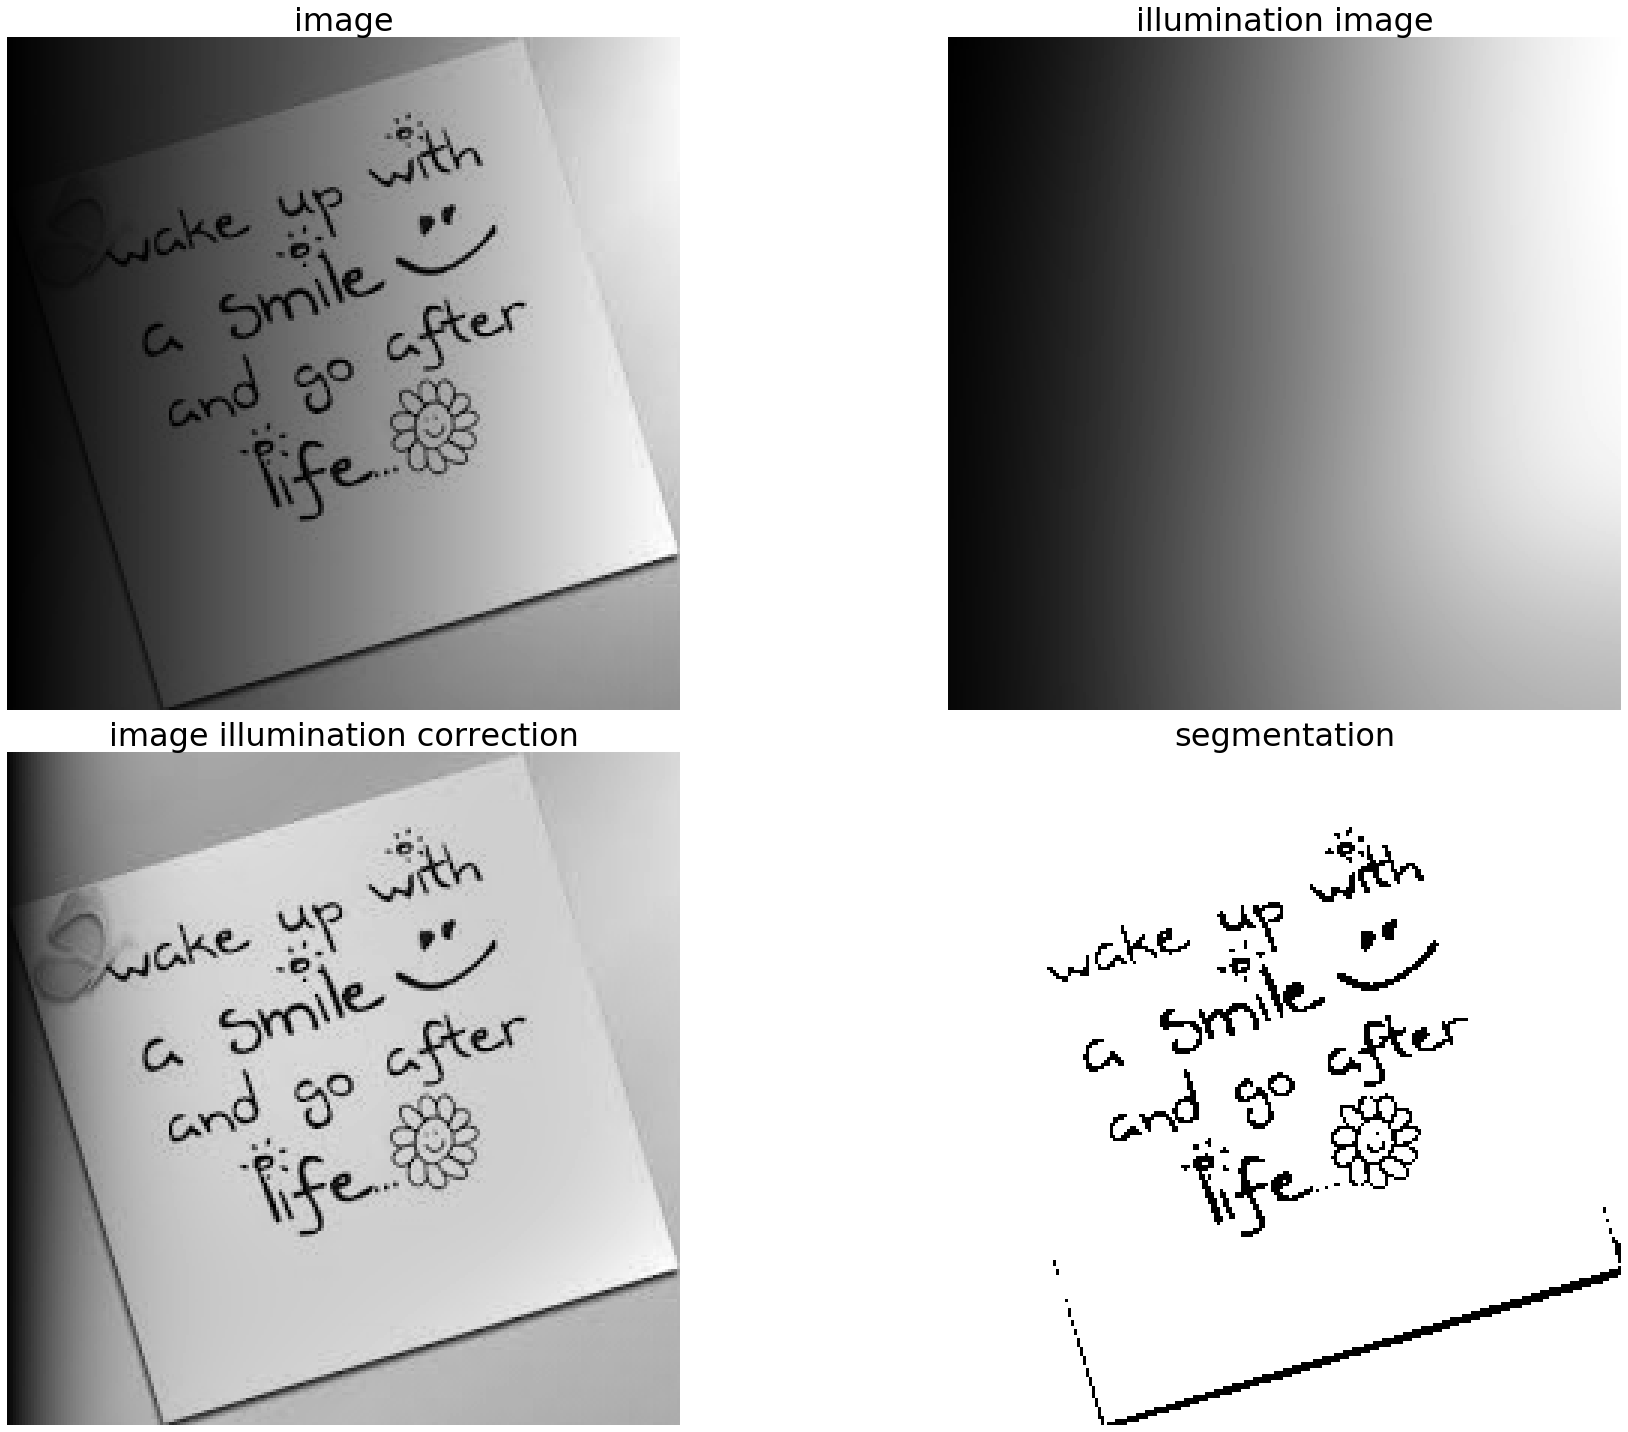 image
wake up with
a smile
and go after
life...
illumination image
image illumination correction
wake up with
a smile
and go after
life...
segmentation
wake up with
a smile
and go after
life...